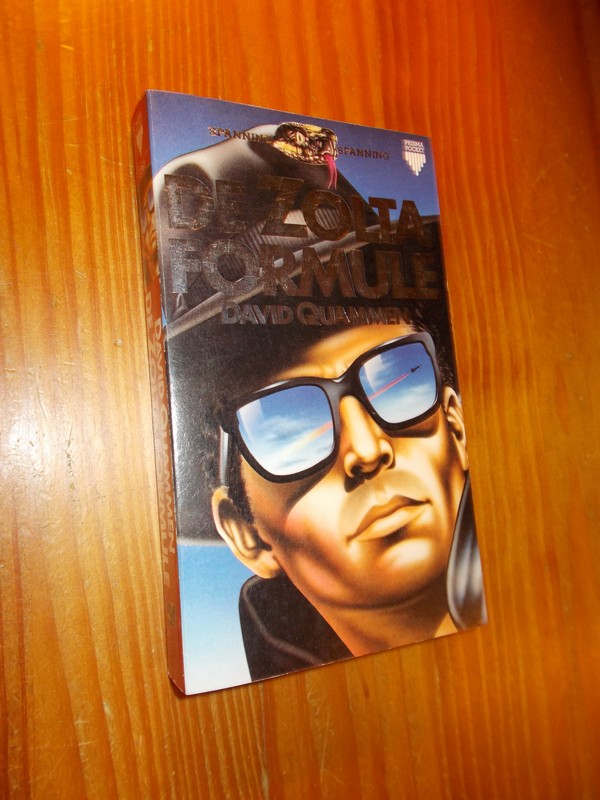 SPANNING
SPANNING
PRISMA
POCKET
DE ZOLTA
FORMULE
DAVID QUAMMEN